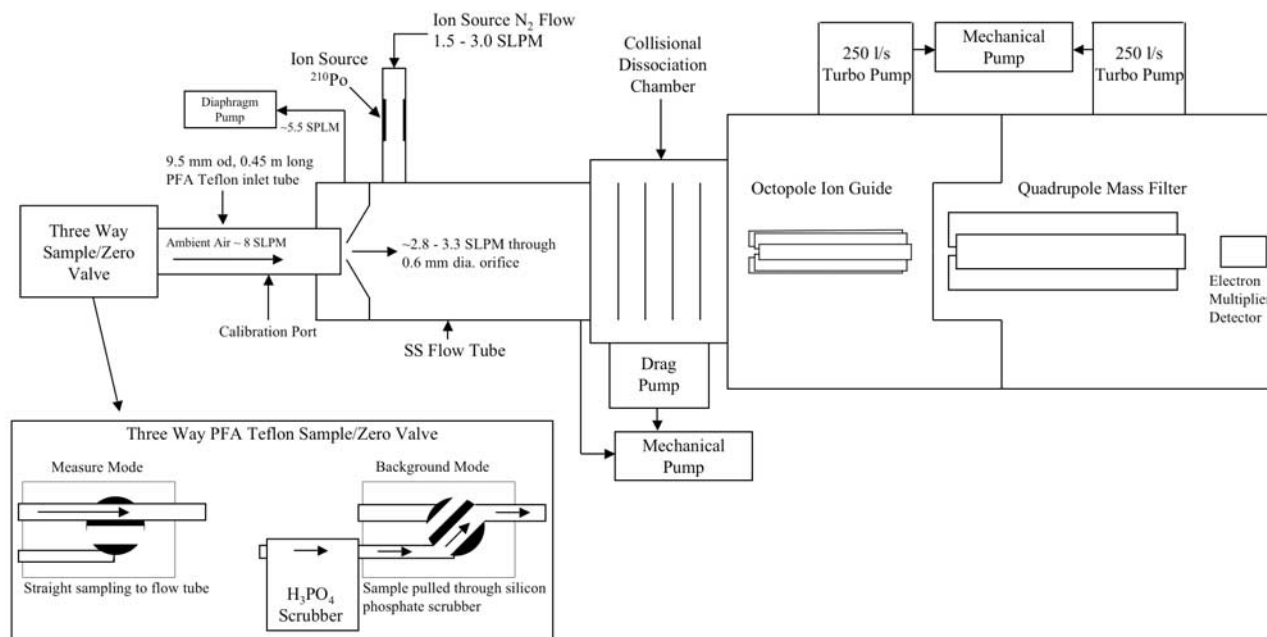 Ion Source N₂ Flow
1.5 - 3.0 SLPM
Ion Source
²¹⁰Po
Diaphragm
Pump
~5.5 SPLM
9.5 mm od, 0.45 m long
PFA Teflon inlet tube
Three Way
Sample/Zero
Valve
Ambient Air ~ 8 SLPM
Calibration Port
~2.8 - 3.3 SLPM through
0.6 mm dia. orifice
SS Flow Tube
Collisional
Dissociation
Chamber
Drag
Pump
Mechanical
Pump
250 l/s
Turbo Pump
Mechanical
Pump
250 l/s
Turbo Pump
Octopole Ion Guide
Quadrupole Mass Filter
Electron
Multiplier
Detector
Three Way PFA Teflon Sample/Zero Valve
Measure Mode
Straight sampling to flow tube
Background Mode
H₃PO₄
Scrubber
Sample pulled through silicon
phosphate scrubber